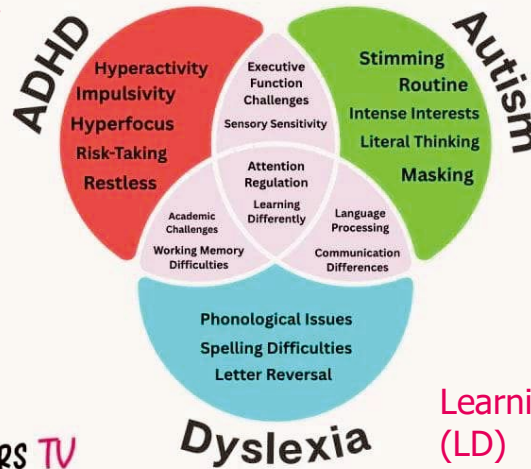 ADHD
Hyperactivity
Impulsivity
Hyperfocus
Risk-Taking
Restless
Executive
Function
Challenges
Sensory Sensitivity
Autism
Stimming
Routine
Intense Interests
Literal Thinking
Masking
Attention
Regulation
Learning
Differently
Academic
Challenges
Working Memory
Difficulties
Language
Processing
Communication
Differences
Phonological Issues
Spelling Difficulties
Letter Reversal
Dyslexia
TV
(LD)